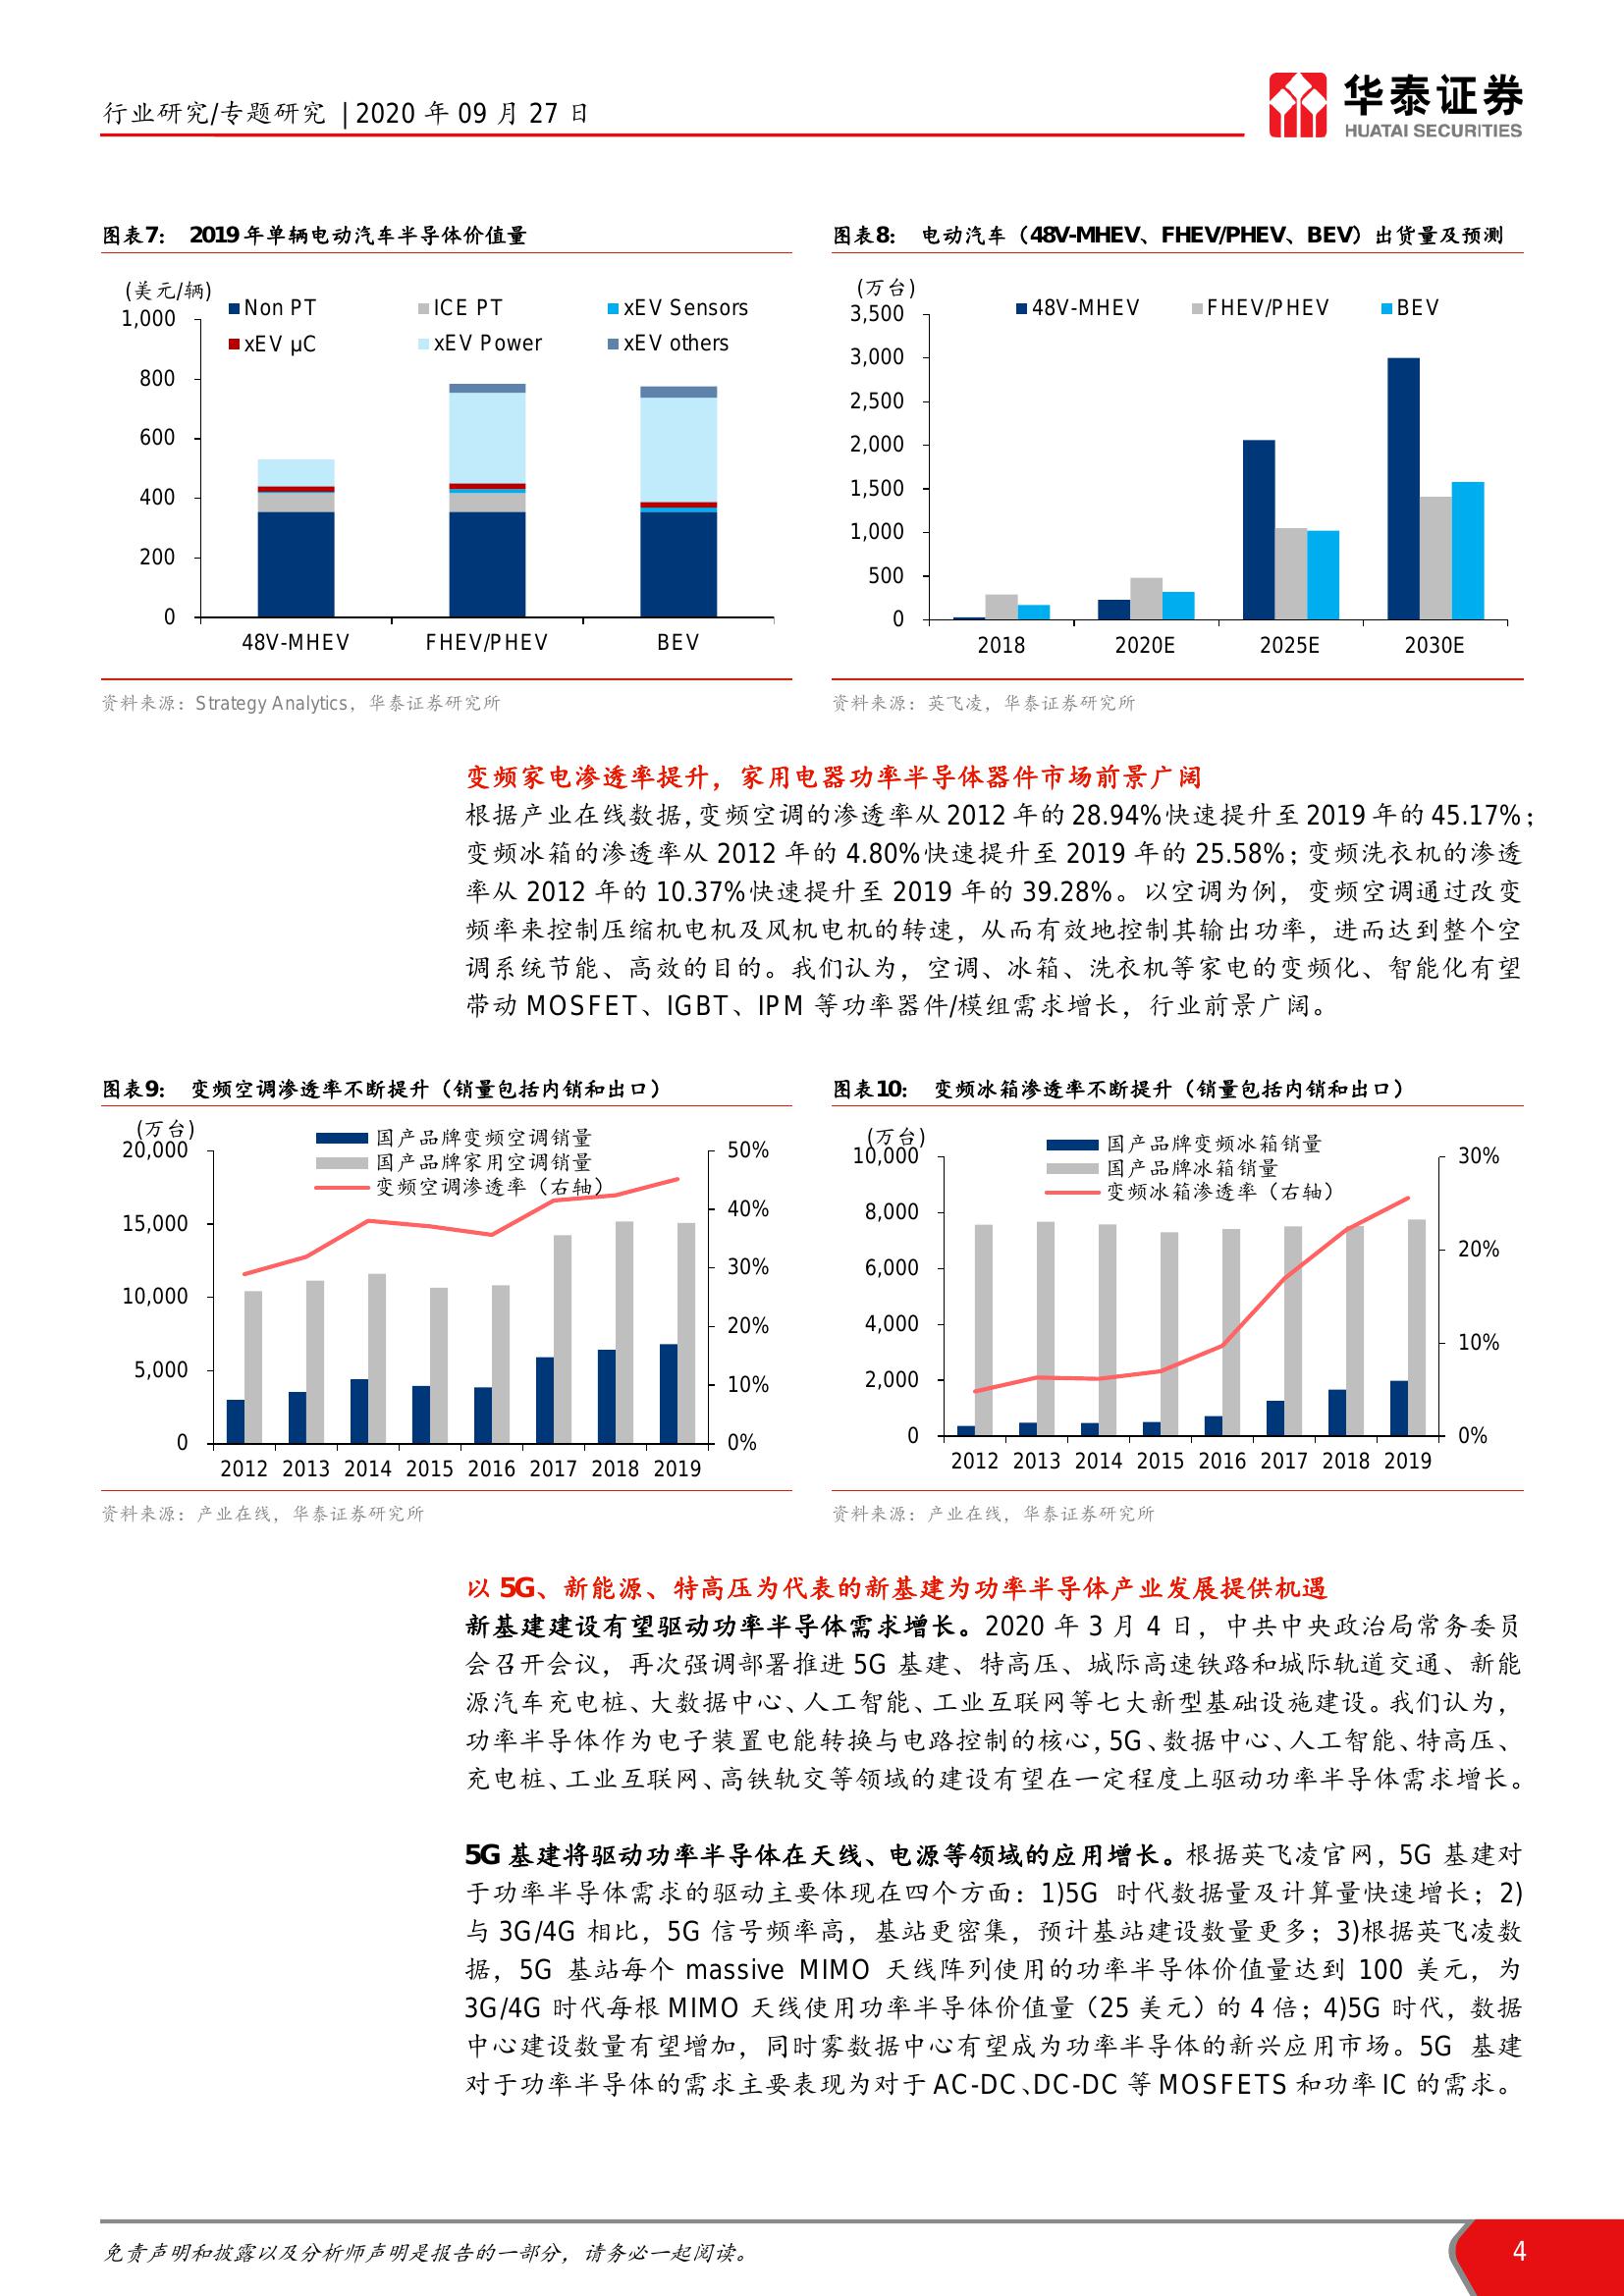 行业研究/专题研究 | 2020 年 09 月 27 日
华泰证券
HUATAI SECURITIES
图表7： 2019年单辆电动汽车半导体价值量
(美元/辆)
Non PT ICE PT xEV Sensors
xEV μC xEV Power xEV others
1,000
800
600
400
200
0
48V-MHEV FHEV/PHEV BEV
资料来源：Strategy Analytics，华泰证券研究所
图表8： 电动汽车（48V-MHEV、FHEV/PHEV、BEV）出货量及预测
(万台)
48V-MHEV FHEV/PHEV BEV
3,500
3,000
2,500
2,000
1,500
1,000
500
0
2018 2020E 2025E 2030E
资料来源：英飞凌，华泰证券研究所
变频家电渗透率提升，家用电器功率半导体器件市场前景广阔
根据产业在线数据，变频空调的渗透率从 2012 年的 28.94%快速提升至 2019 年的 45.17%；
变频冰箱的渗透率从 2012 年的 4.80%快速提升至 2019 年的 25.58%；变频洗衣机的渗透
率从 2012 年的 10.37%快速提升至 2019 年的 39.28%。以空调为例，变频空调通过改变
频率来控制压缩机电机及风机电机的转速，从而有效地控制其输出功率，进而达到整个空
调系统节能、高效的目的。我们认为，空调、冰箱、洗衣机等家电的变频化、智能化有望
带动 MOSFET、IGBT、IPM 等功率器件/模组需求增长，行业前景广阔。
图表9： 变频空调渗透率不断提升（销量包括内销和出口）
(万台)
国产品牌变频空调销量
国产品牌家用空调销量
变频空调渗透率（右轴）
20,000
15,000
10,000
5,000
0
50%
40%
30%
20%
10%
0%
2012 2013 2014 2015 2016 2017 2018 2019
资料来源：产业在线，华泰证券研究所
图表10： 变频冰箱渗透率不断提升（销量包括内销和出口）
(万台)
国产品牌变频冰箱销量
国产品牌冰箱销量
变频冰箱渗透率（右轴）
10,000
8,000
6,000
4,000
2,000
0
30%
20%
10%
0%
2012 2013 2014 2015 2016 2017 2018 2019
资料来源：产业在线，华泰证券研究所
以 5G、新能源、特高压为代表的新基建为功率半导体产业发展提供机遇
新基建建设有望驱动功率半导体需求增长。2020 年 3 月 4 日，中共中央政治局常务委员
会召开会议，再次强调部署推进 5G 基建、特高压、城际高速铁路和城际轨道交通、新能
源汽车充电桩、大数据中心、人工智能、工业互联网等七大新型基础设施建设。我们认为，
功率半导体作为电子装置电能转换与电路控制的核心，5G、数据中心、人工智能、特高压、
充电桩、工业互联网、高铁轨交等领域的建设有望在一定程度上驱动功率半导体需求增长。
5G 基建将驱动功率半导体在天线、电源等领域的应用增长。根据英飞凌官网，5G 基建对
于功率半导体需求的驱动主要体现在四个方面：1)5G 时代数据量及计算量快速增长；2)
与 3G/4G 相比，5G 信号频率高，基站更密集，预计基站建设数量更多；3)根据英飞凌数
据，5G 基站每个 massive MIMO 天线阵列使用的功率半导体价值量达到 100 美元，为
3G/4G 时代每根 MIMO 天线使用功率半导体价值量（25 美元）的 4 倍；4)5G 时代，数据
中心建设数量有望增加，同时雾数据中心有望成为功率半导体的新兴应用市场。5G 基建
对于功率半导体的需求主要表现为对于 AC-DC、DC-DC 等 MOSFETS 和功率 IC 的需求。
免责声明和披露以及分析师声明是报告的一部分，请务必一起阅读。
4